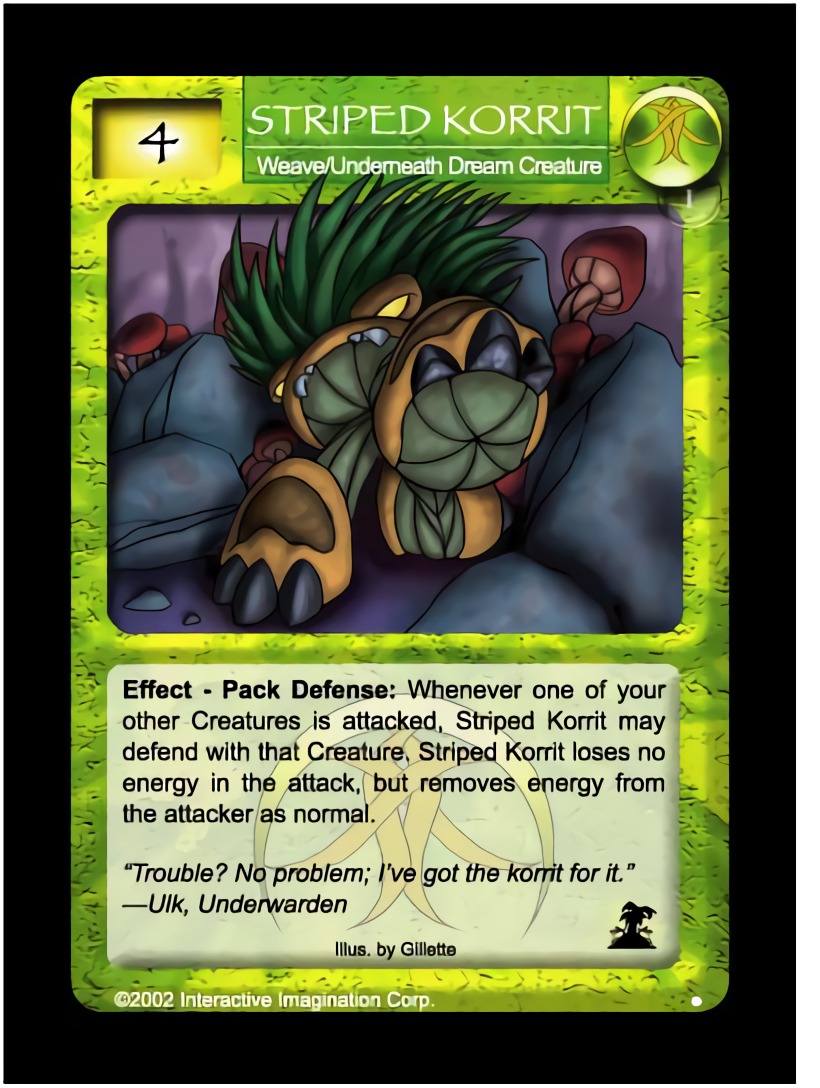 4
STRIPED KORRIT
Weave/Underneath Dream Creature
1
Effect - Pack Defense: Whenever one of your
other Creatures is attacked, Striped Korrit may
defend with that Creature. Striped Korrit loses no
energy in the attack, but removes energy from
the attacker as normal.
“Trouble? No problem; I’ve got the korrit for it.”
—Ulk, Underwarden
Illus. by Gillette
©2002 Interactive Imagination Corp.